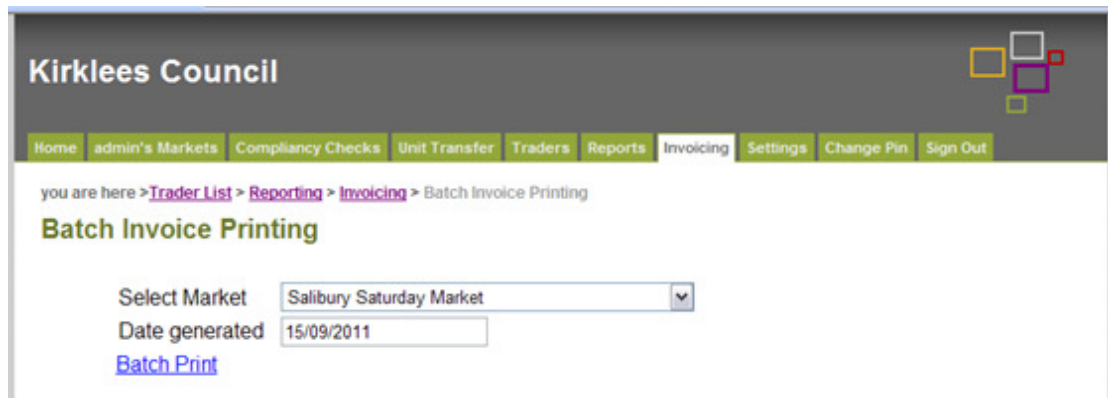 Kirklees Council
Home admin's Markets Compliancy Checks Unit Transfer Traders Reports Invoicing Settings Change Pin Sign Out
you are here >Trader List > Reporting > Invoicing > Batch Invoice Printing
Batch Invoice Printing
Select Market Salibury Saturday Market
Date generated 15/09/2011
Batch Print